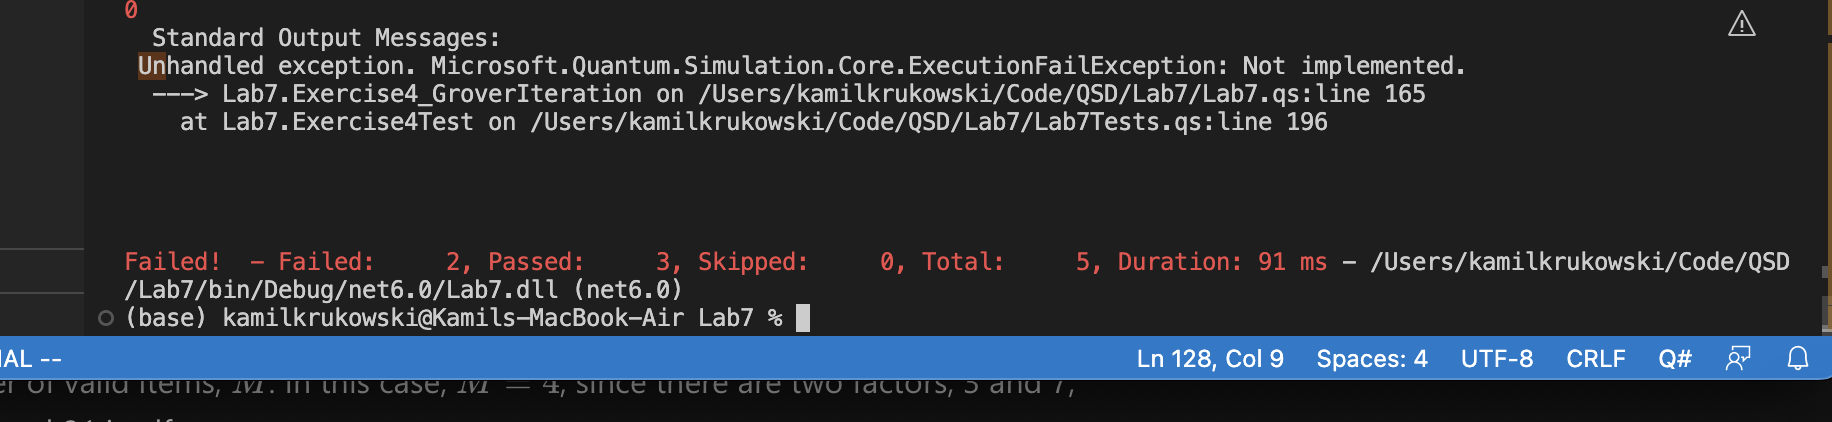 0
Standard Output Messages:
Unhandled exception. Microsoft.Quantum.Simulation.Core.ExecutionFailException: Not implemented.
---> Lab7.Exercise4_GroverIteration on /Users/kamilkrukowski/Code/QSD/Lab7/Lab7.qs:line 165
at Lab7.Exercise4Test on /Users/kamilkrukowski/Code/QSD/Lab7/Lab7Tests.qs:line 196
Failed!  - Failed:     2, Passed:     3, Skipped:     0, Total:     5, Duration: 91 ms - /Users/kamilkrukowski/Code/QSD
/Lab7/bin/Debug/net6.0/Lab7.dll (net6.0)
(base) kamilkrukowski@Kamils-MacBook-Air Lab7 %
AL -- Ln 128, Col 9 Spaces: 4 UTF-8 CRLF Q#
er of valid items, M. In this case, M = 4, since there are two factors, 3 and 7,